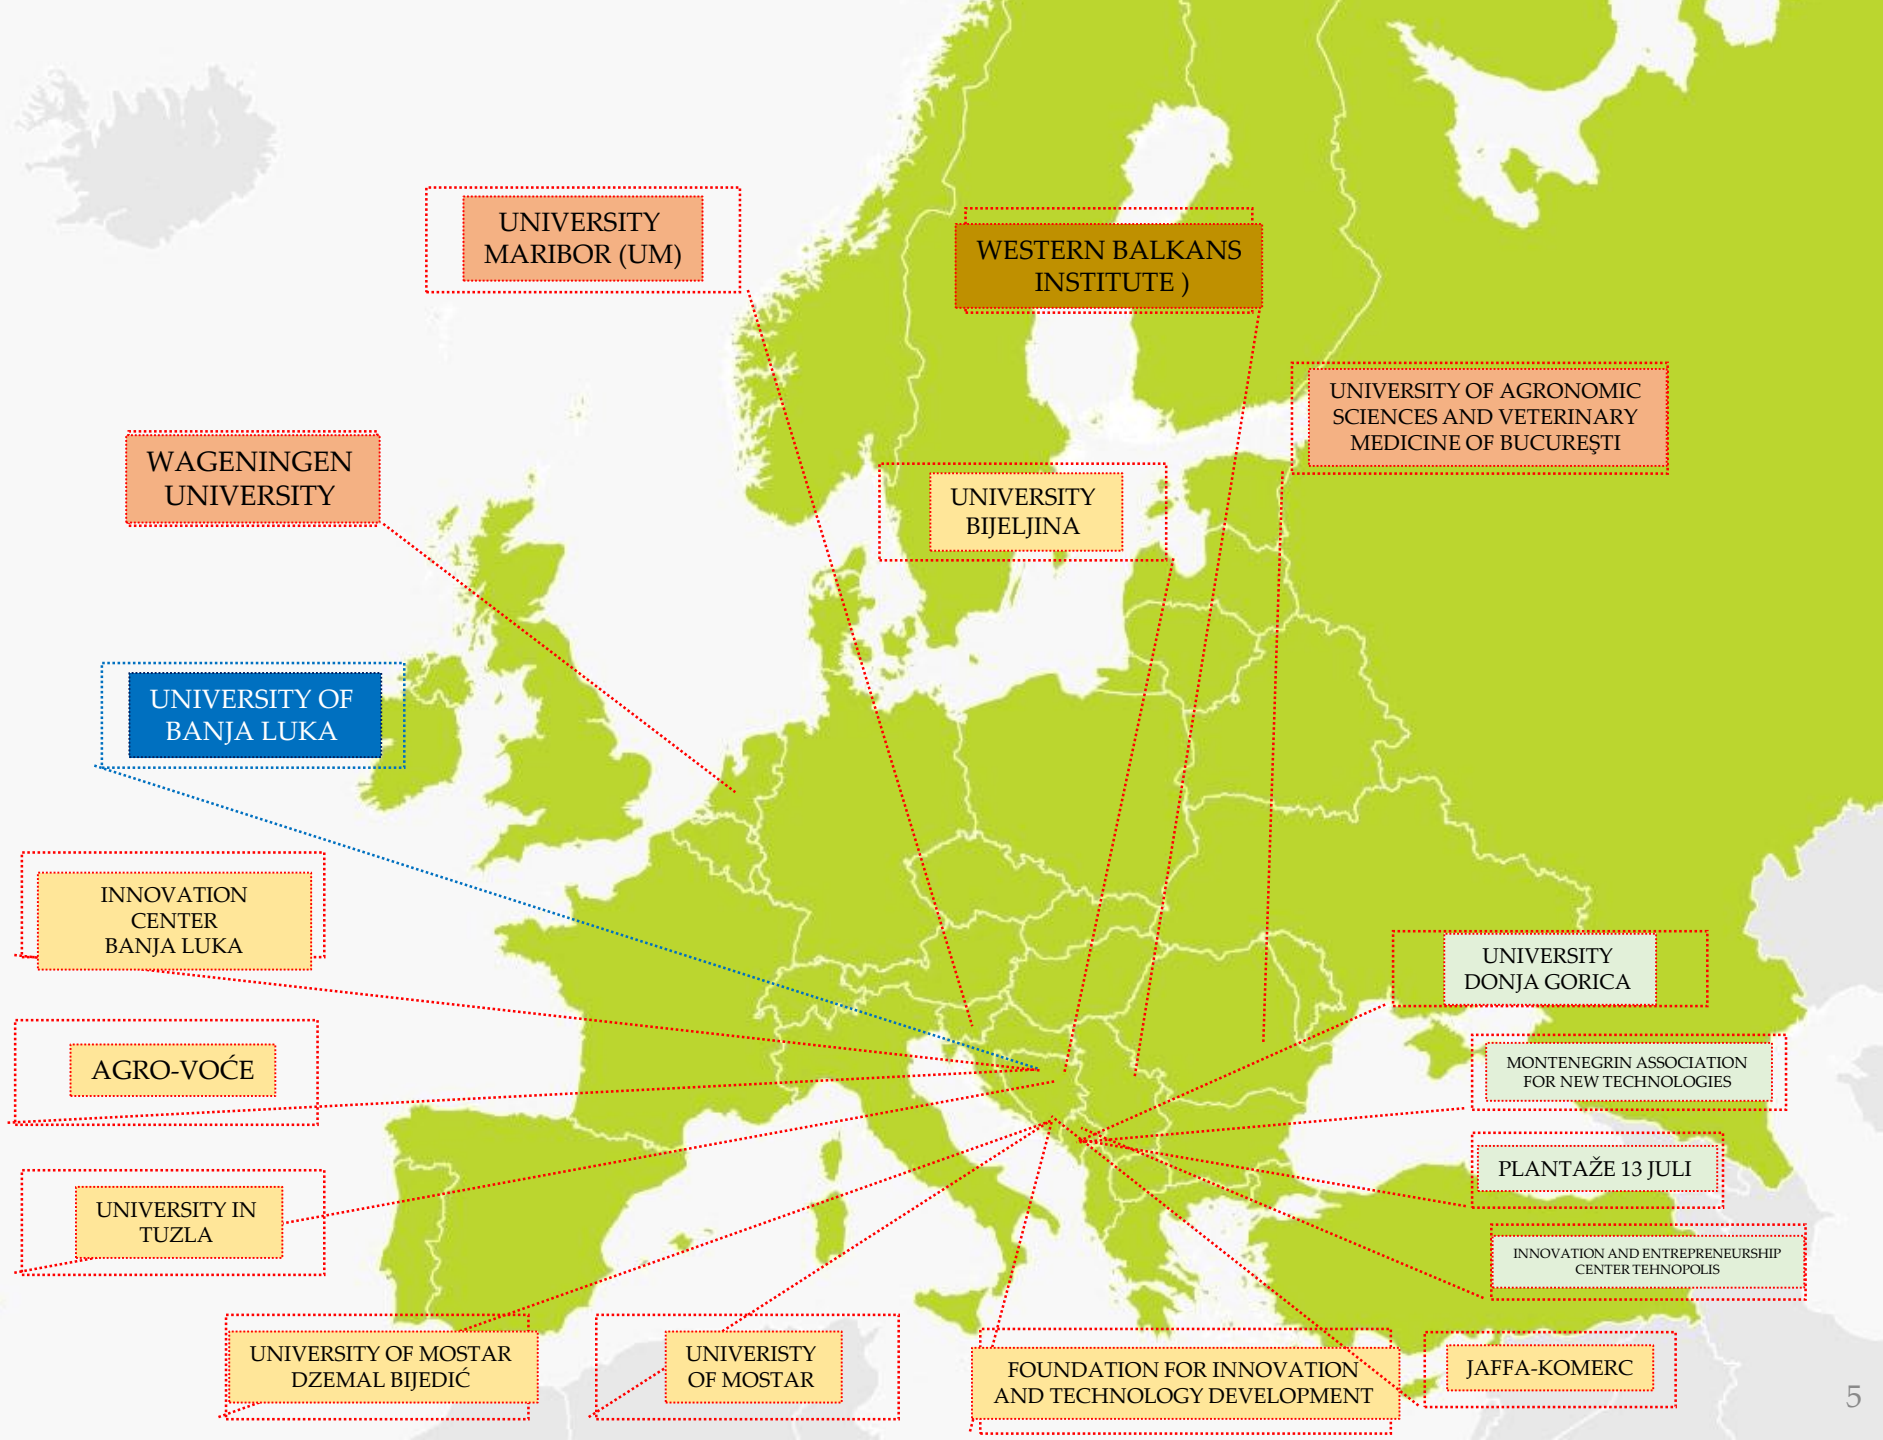 UNIVERSITY
MARIBOR (UM)
WESTERN BALKANS
INSTITUTE )
UNIVERSITY OF AGRONOMIC
SCIENCES AND VETERINARY
MEDICINE OF BUCUREŞTI
WAGENINGEN
UNIVERSITY
UNIVERSITY
BIJELJINA
UNIVERSITY OF
BANJA LUKA
INNOVATION
CENTER
BANJA LUKA
UNIVERSITY
DONJA GORICA
AGRO-VOĆE
MONTENEGRIN ASSOCIATION
FOR NEW TECHNOLOGIES
PLANTAŽE 13 JULI
UNIVERSITY IN
TUZLA
INNOVATION AND ENTREPRENEURSHIP
CENTER TEHNOPOLIS
UNIVERSITY OF MOSTAR
DZEMAL BIJEDIĆ
UNIVERISTY
OF MOSTAR
FOUNDATION FOR INNOVATION
AND TECHNOLOGY DEVELOPMENT
JAFFA-KOMERC
5